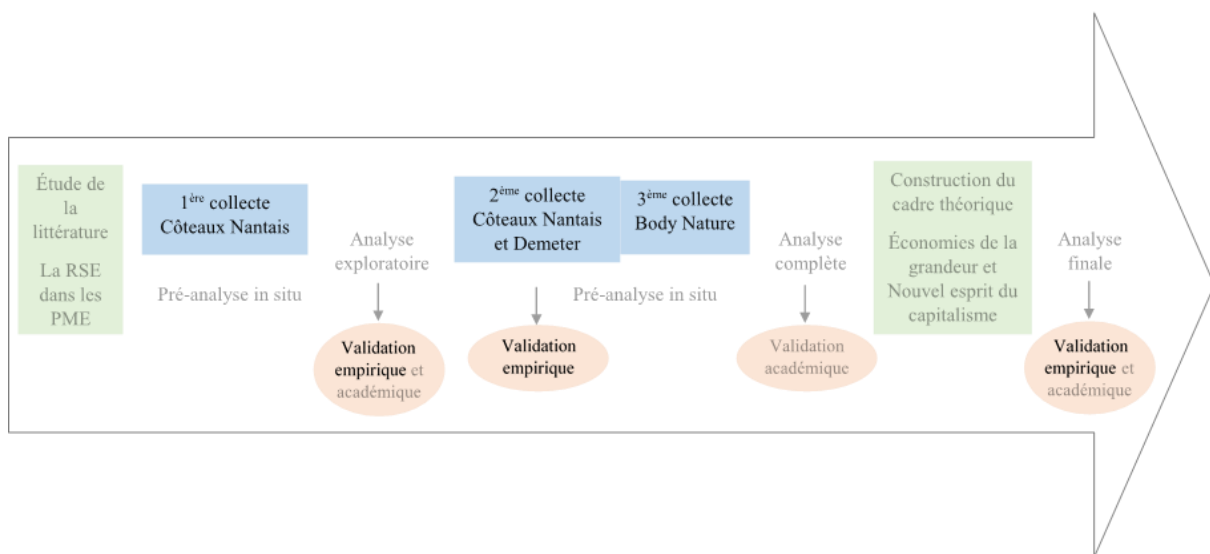 Étude de
la
littérature
La RSE
dans les
PME
1ère collecte
Côteaux Nantais
Pré-analyse in situ
Analyse
exploratoire
Validation
empirique et
académique
2ème collecte
Côteaux Nantais
et Demeter
Validation
empirique
3ème collecte
Body Nature
Pré-analyse in situ
Analyse
complète
Validation
académique
Construction du
cadre théorique
Économies de la
grandeur et
Nouvel esprit du
capitalisme
Analyse
finale
Validation
empirique et
académique